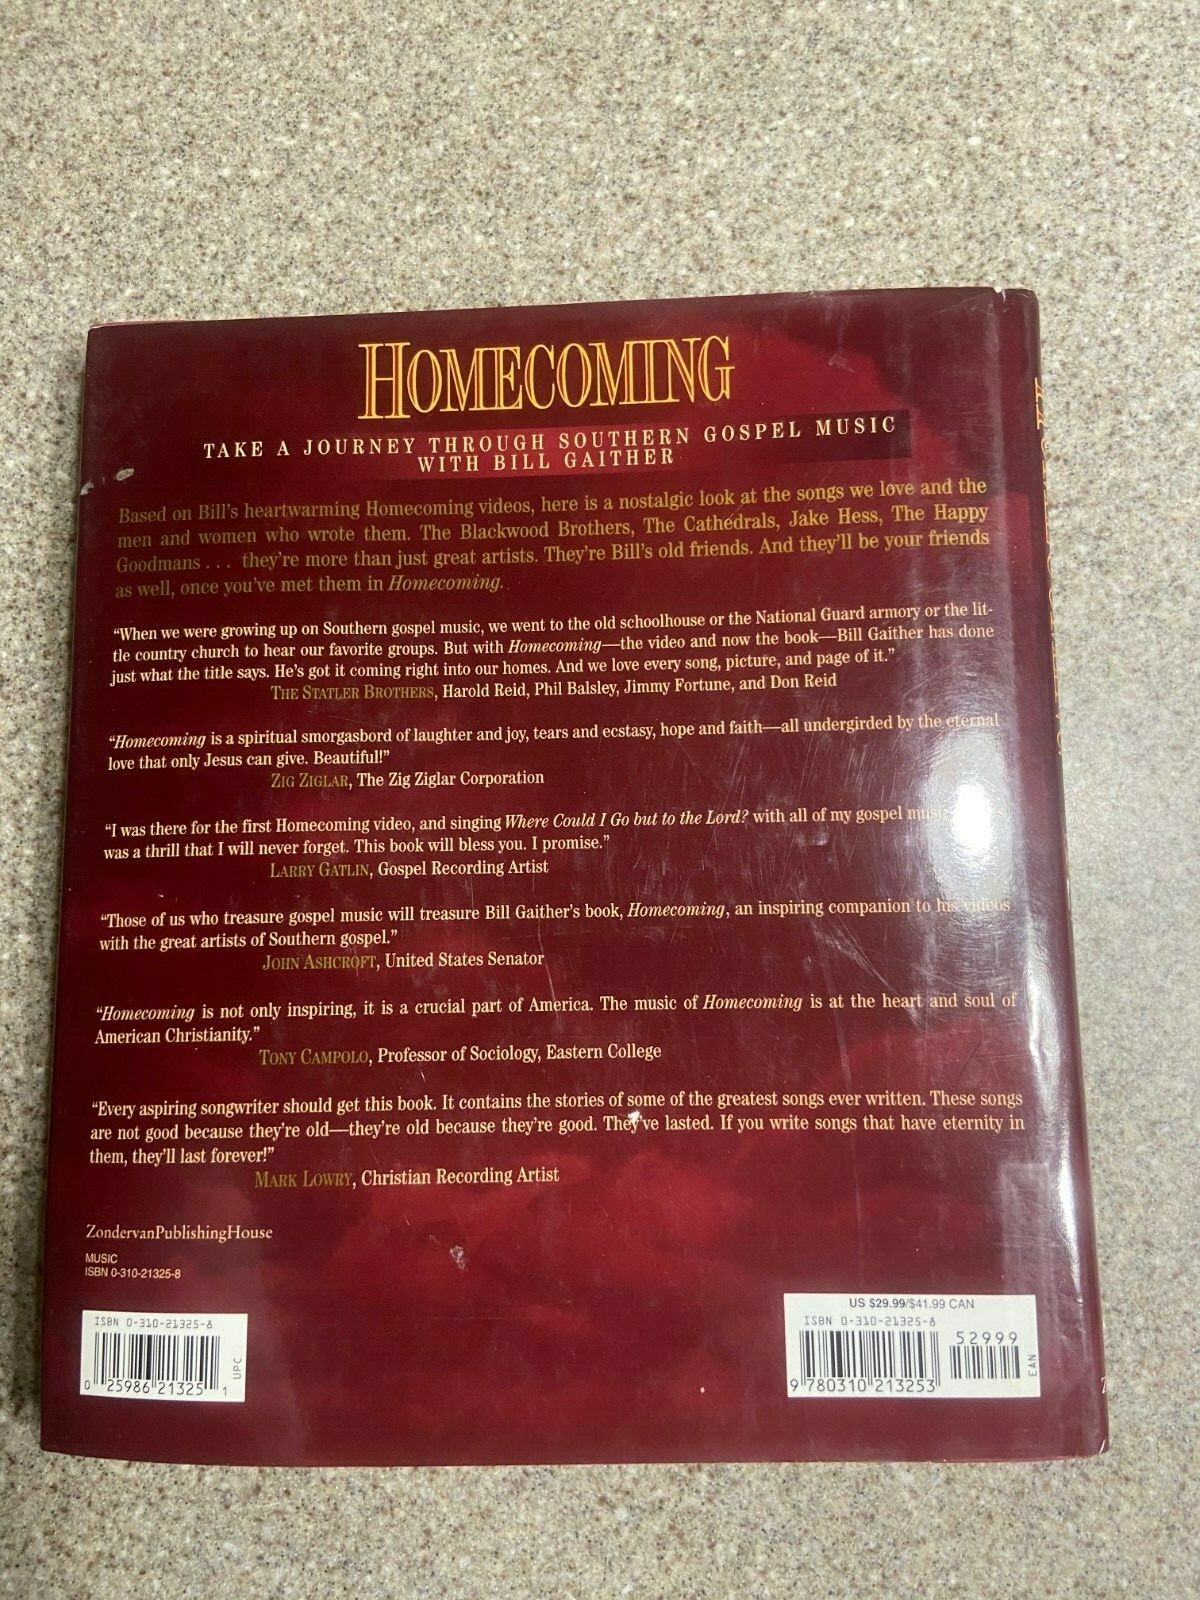 HOMECOMING
TAKE A JOURNEY THROUGH SOUTHERN GOSPEL MUSIC
WITH BILL GAITHER
Based on Bill's heartwarming Homecoming videos, here is a nostalgic look at the songs we love and the
men and women who wrote them. The Blackwood Brothers, The Cathedrals, Jake Hess, The Happy
Goodmans . . . they're more than just great artists. They're Bill's old friends. And they'll be your friends
as well, once you've met them in Homecoming.
“When we were growing up on Southern gospel music, we went to the old schoolhouse or the National Guard armory or the lit-
tle country church to hear our favorite groups. But with Homecoming—the video and now the book—Bill Gaither has done
just what the title says. He's got it coming right into our homes. And we love every song, picture, and page of it.”
THE STATLER BROTHERS, Harold Reid, Phil Balsley, Jimmy Fortune, and Don Reid
“Homecoming is a spiritual smorgasbord of laughter and joy, tears and ecstasy, hope and faith—all undergirded by the eternal
love that only Jesus can give. Beautiful!”
ZIG ZIGLAR, The Zig Ziglar Corporation
“I was there for the first Homecoming video, and singing Where Could I Go but to the Lord? with all of my gospel
was a thrill that I will never forget. This book will bless you. I promise.”
LARRY GATLIN, Gospel Recording Artist
“Those of us who treasure gospel music will treasure Bill Gaither's book, Homecoming, an inspiring companion to his videos
with the great artists of Southern gospel.”
JOHN ASHCROFT, United States Senator
“Homecoming is not only inspiring, it is a crucial part of America. The music of Homecoming is at the heart and soul of
American Christianity.”
TONY CAMPOLO, Professor of Sociology, Eastern College
“Every aspiring songwriter should get this book. It contains the stories of some of the greatest songs ever written. These songs
are not good because they're old—they're old because they're good. They've lasted. If you write songs that have eternity in
them, they'll last forever!”
MARK LOWRY, Christian Recording Artist
ZondervanPublishingHouse
MUSIC
ISBN 0-310-21325-8
ISBN 0-310-21325-8
0 25986 21325 1
UPC
US $29.99/$41.99 CAN
ISBN 0-310-21325-8
52999
9 780310 213253
EAN